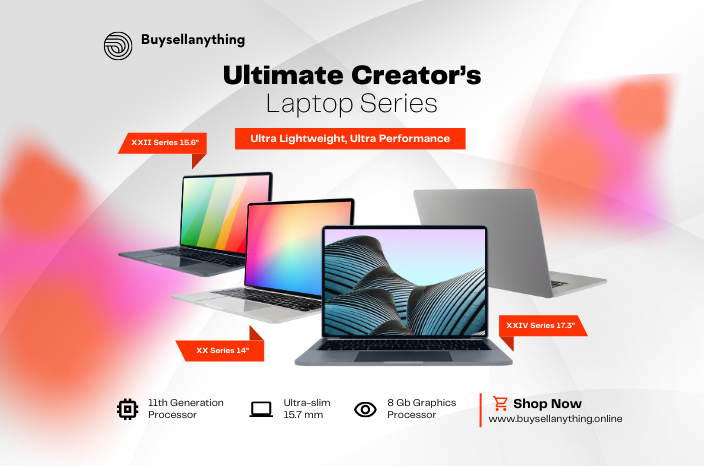 Buysellanything
Ultimate Creator's
Laptop Series
Ultra Lightweight, Ultra Performance
XXII Series 15.6"
XXIV Series 17.3"
XX Series 14"
11th Generation
Processor
Ultra-slim
15.7 mm
8 Gb Graphics
Processor
Shop Now
www.buysellanything.online